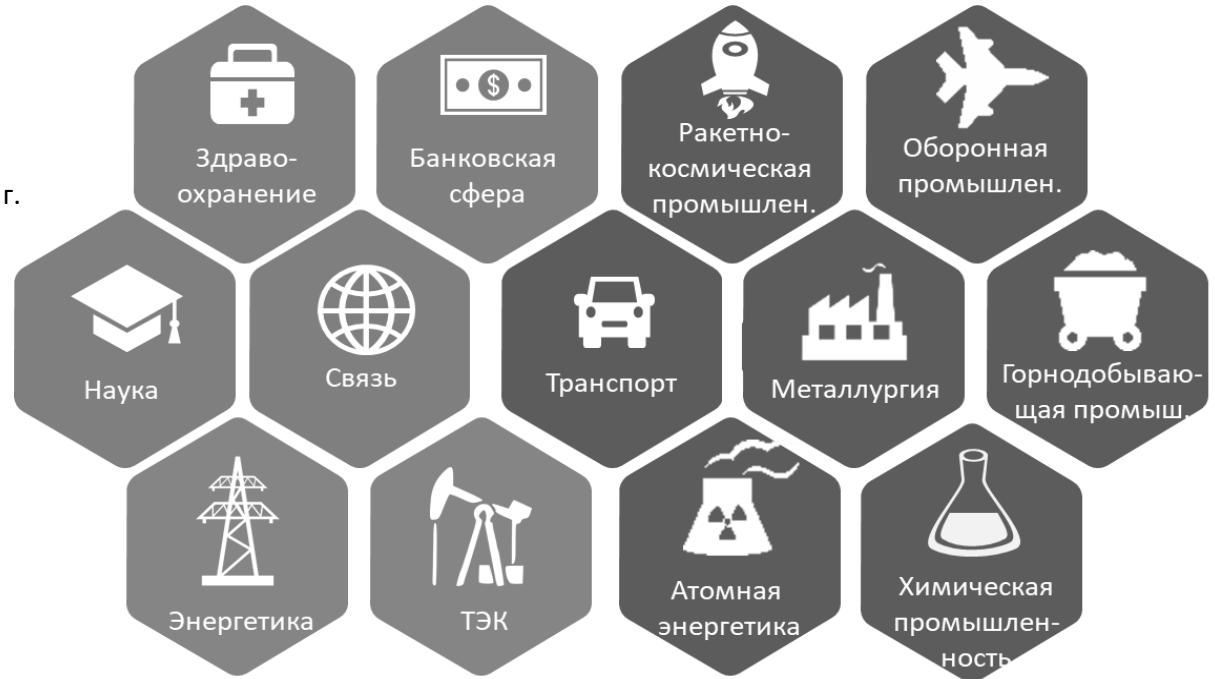 Здраво-
охранение
Банковская
сфера
Ракетно-
космическая
промышлен.
Оборонная
промышлен.
г.
Наука
Связь
Транспорт
Металлургия
Горнодобываю-
щая промыш.
Энергетика
ТЭК
Атомная
энергетика
Химическая
промышлен-
ность
$